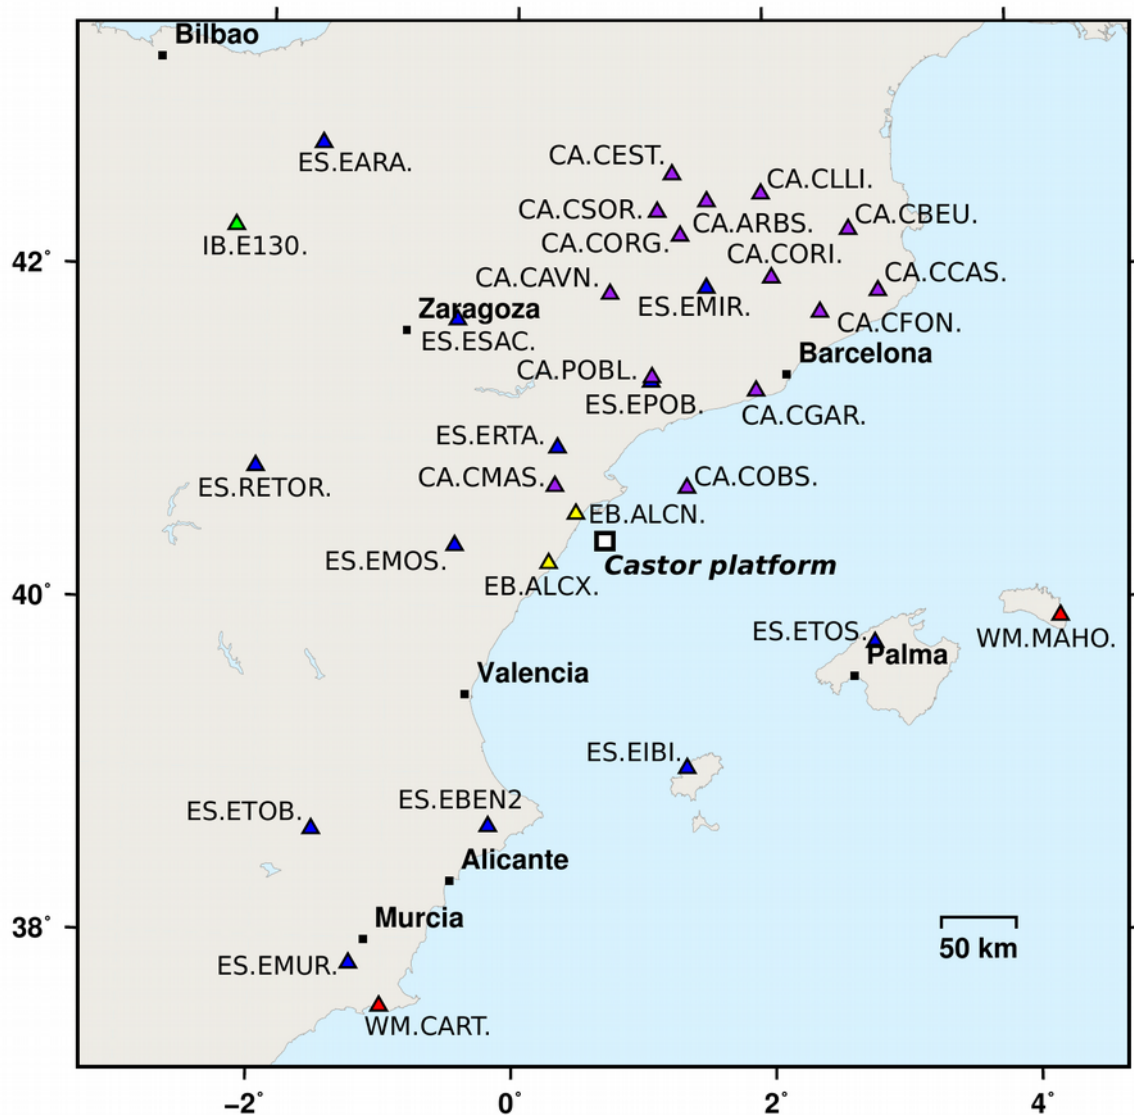 Bilbao
ES.EARA.
CA.CEST.
CA.CLLI.
CA.CSOR.
CA.ARBS.
CA.CBEU.
IB.E130.
CA.CORG.
CA.CORI.
42°
CA.CAVN.
CA.CCAS.
Zaragoza
ES.EMIR.
CA.CFON.
ES.ESAC.
Barcelona
CA.POBL.
ES.EPOB.
CA.CGAR.
ES.ERTA.
CA.CMAS.
CA.COBS.
ES.RETOR.
EB.ALCN.
ES.EMOS.
Castor platform
EB.ALCX.
40°
ES.ETOS.
WM.MAHO.
Palma
Valencia
ES.EIBI.
ES.EBEN2
ES.ETOB.
Alicante
Murcia
38°
50 km
ES.EMUR.
WM.CART.
−2° 0° 2° 4°